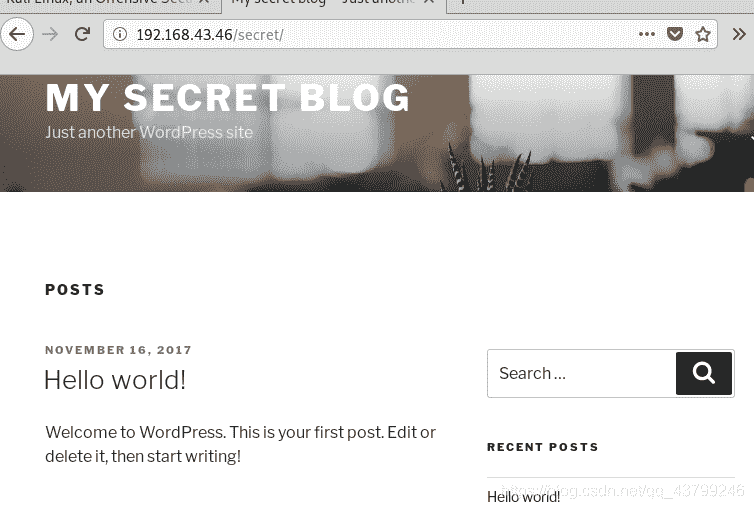 Kali Linux, an Offensive Secu
My secret blog – Just anothe
192.168.43.46/secret/
MY SECRET BLOG
Just another WordPress site
POSTS
NOVEMBER 16, 2017
Hello world!
Welcome to WordPress. This is your first post. Edit or
delete it, then start writing!
Search …
RECENT POSTS
Hello world!
https://blog.csdn.net/qq_43799246